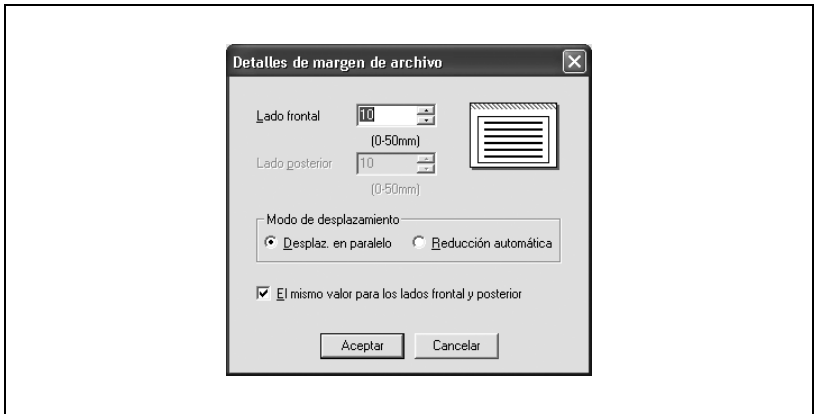 Detalles de margen de archivo
Lado frontal 10
(0-50mm)
Lado posterior 10
(0-50mm)
Modo de desplazamiento
Desplaz. en paralelo Reducción automática
El mismo valor para los lados frontal y posterior
Aceptar Cancelar